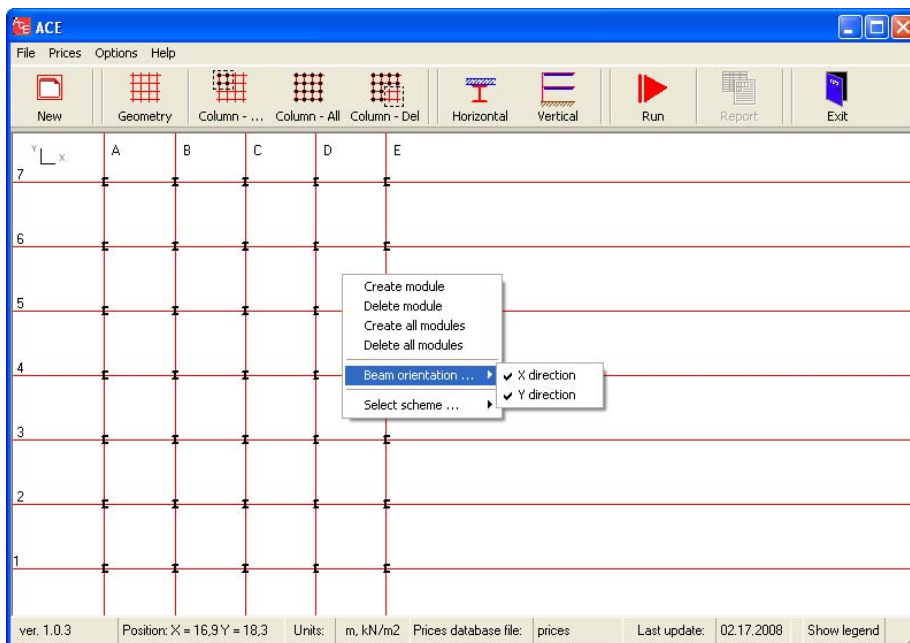 ACE
File Prices Options Help
New Geometry Column - ... Column - All Column - Del Horizontal Vertical Run Report Exit
Y X A B C D E
7
6
5
4
3
2
1
Create module
Delete module
Create all modules
Delete all modules
Beam orientation ...
X direction
Y direction
Select scheme ...
ver. 1.0.3 Position: X = 16,9 Y = 18,3 Units: m, kN/m2 Prices database file: prices Last update: 02.17.2008 Show legend